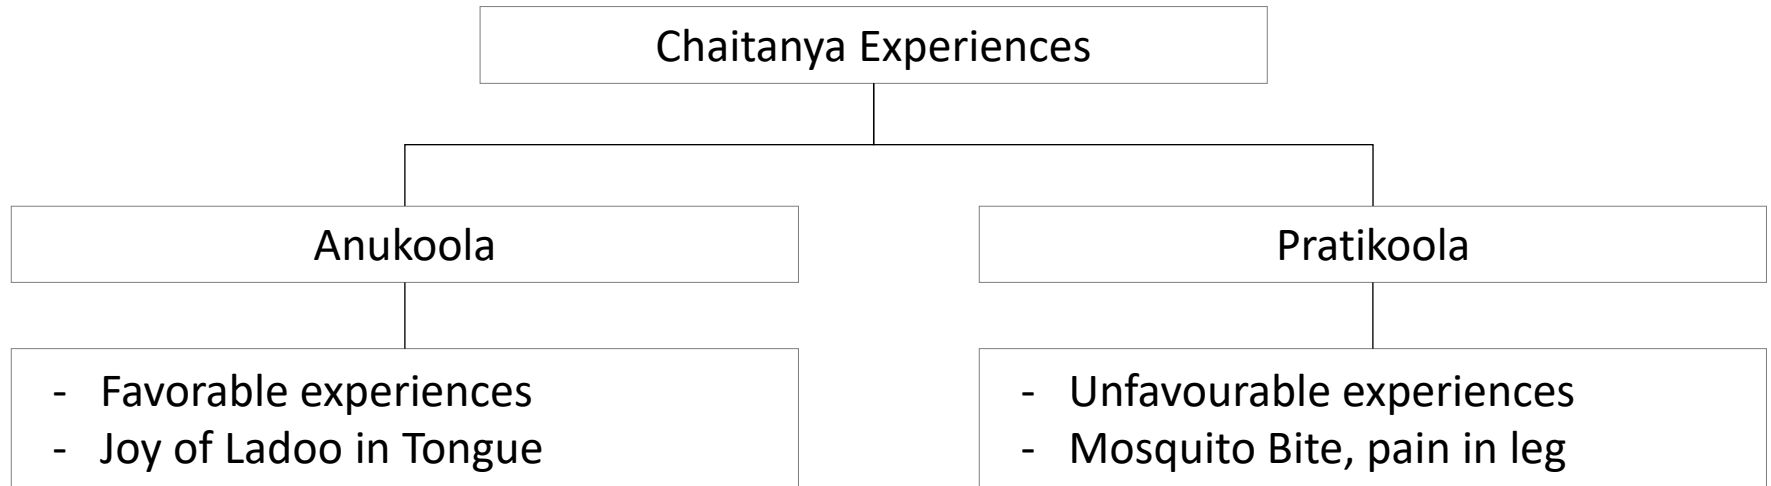 Chaitanya Experiences
Anukoola
Pratikoola
- Favorable experiences
- Joy of Ladoo in Tongue
- Unfavourable experiences
- Mosquito Bite, pain in leg